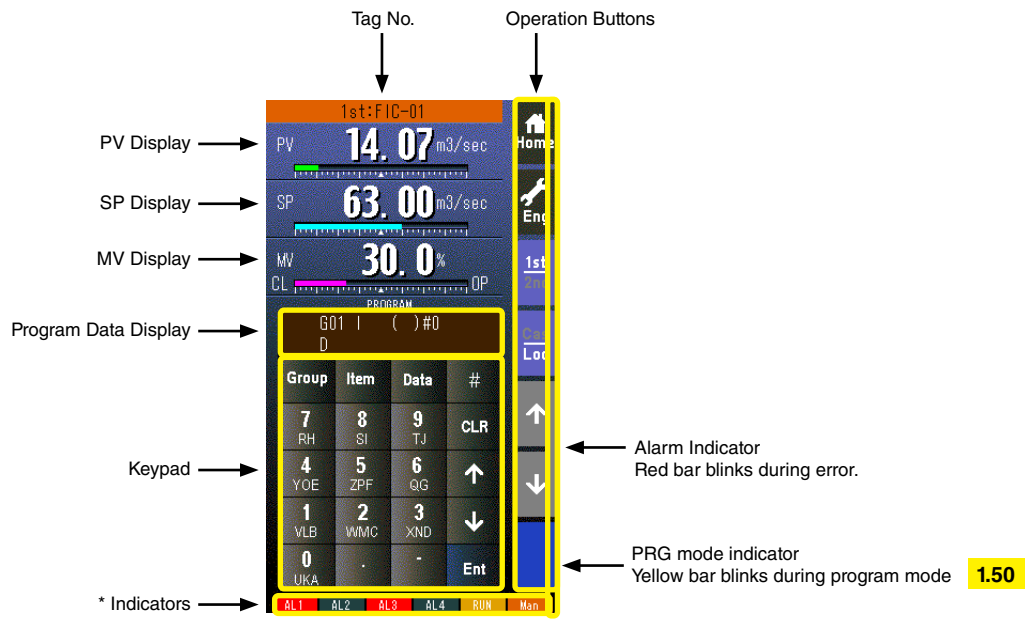 Tag No.
Operation Buttons
1st:FIC-01
Home
PV Display
PV 14.07 m3/sec
SP Display
SP 63.00 m3/sec
Eng
MV Display
MV 30.0 %
CL OP
1st
2nd
PROGRAM
Program Data Display
G01 I ( )#0
D
Cas
Loc
Group Item Data #
7 8 9 CLR
RH SI TJ
Alarm Indicator
Red bar blinks during error.
Keypad
4 5 6 ↑
YOE ZPF QG
1 2 3 ↓
VLB WMC XND
0 . - Ent
UKA
PRG mode indicator
Yellow bar blinks during program mode
1.50
* Indicators
AL1 AL2 AL3 AL4 RUN Man